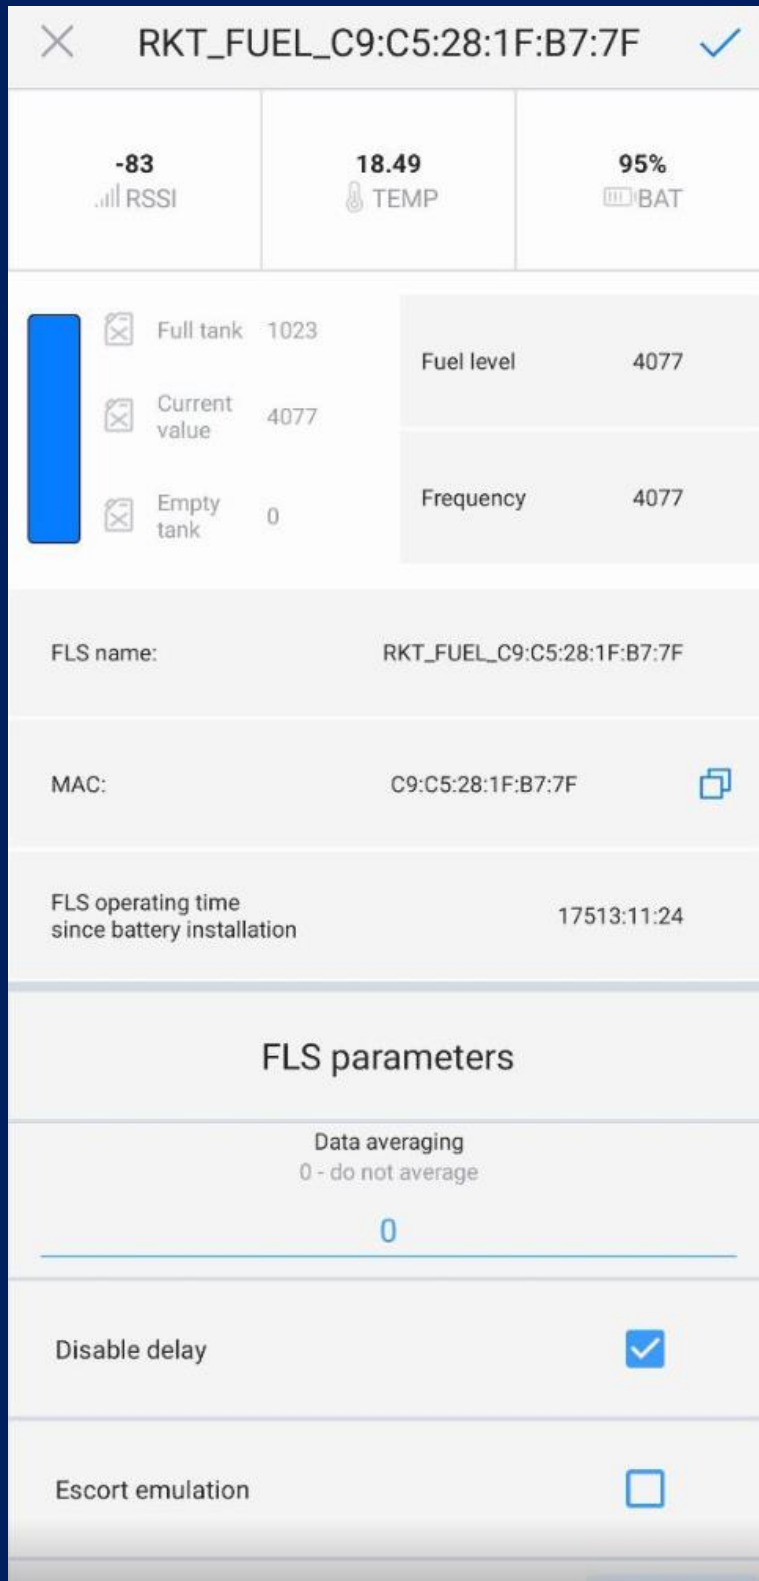 RKT_FUEL_C9:C5:28:1F:B7:7F
-83
RSSI
18.49
TEMP
95%
BAT
Full tank 1023
Current
value
4077
Empty
tank
0
Fuel level 4077
Frequency 4077
FLS name: RKT_FUEL_C9:C5:28:1F:B7:7F
MAC: C9:C5:28:1F:B7:7F
FLS operating time
since battery installation
17513:11:24
FLS parameters
Data averaging
0 - do not average
0
Disable delay
Escort emulation